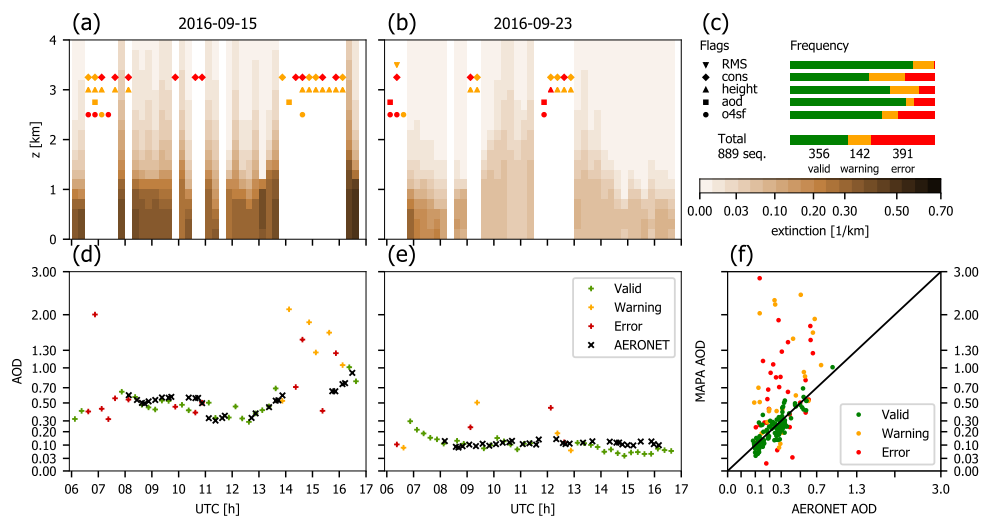 (a) 2016-09-15
(b) 2016-09-23
(c)
Flags Frequency
RMS
cons
height
aod
o4sf
Total
889 seq. 356 142 391
valid warning error
0.00 0.03 0.10 0.20 0.30 0.50 0.70
extinction [1/km]
z [km]
4
3
2
1
0
(d)
AOD
3.00
2.00
1.30
1.00
0.70
0.50
0.30
0.20
0.10
0.03
0.00
06 07 08 09 10 11 12 13 14 15 16 17
UTC [h]
(e)
Valid
Warning
Error
AERONET
06 07 08 09 10 11 12 13 14 15 16 17
UTC [h]
(f)
MAPA AOD
3.00
2.00
1.30
1.00
0.70
0.50
0.30
0.20
0.10
0.03
0.00
Valid
Warning
Error
0.0 0.1 0.3 0.7 1.3 3.0
AERONET AOD